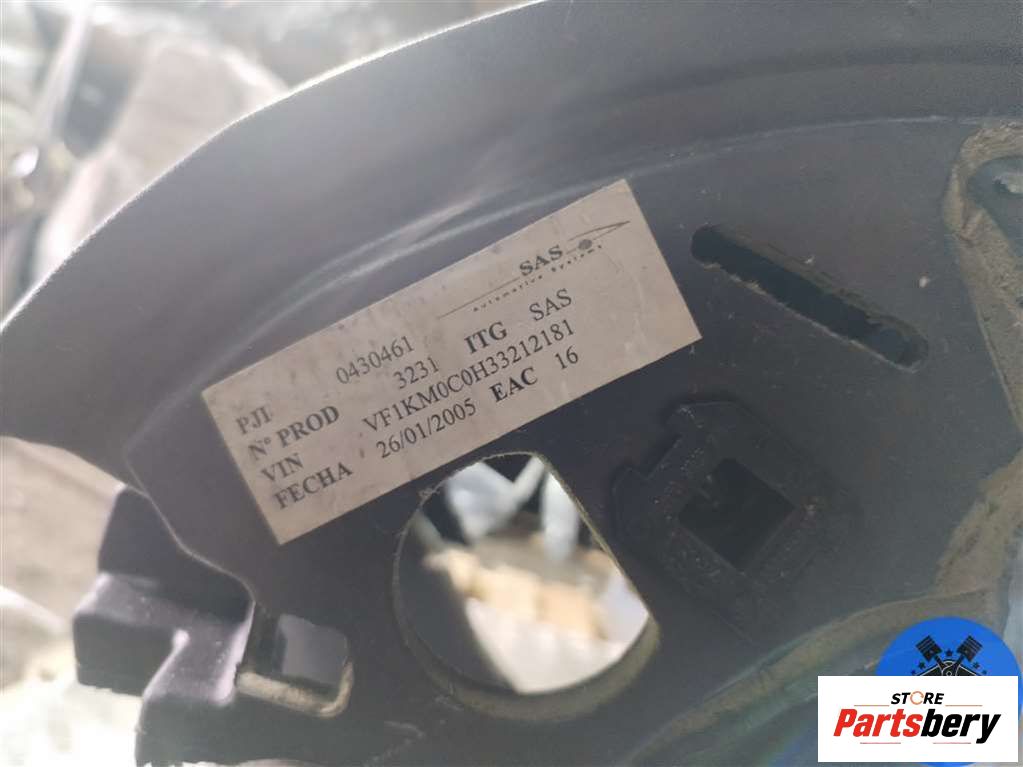 SAS
Automotive Systems
PJI 0430461
Nº PROD 3231 ITG SAS
VIN VF1KM0C0H33212181
FECHA 26/01/2005 EAC 16
STORE
Partsbery